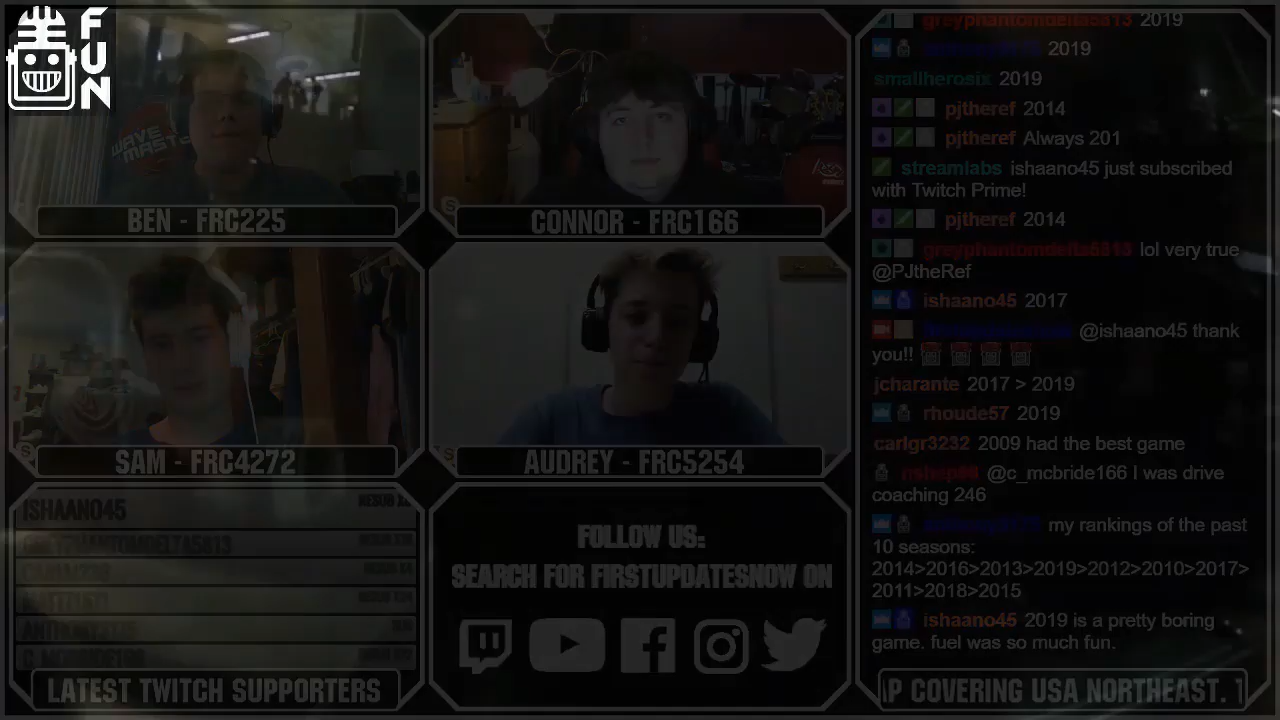 FUN
WAVE
BEN - FRC225
CONNOR - FRC166
SAM - FRC4272
AUDREY - FRC5254
ISHAANO45
GREYPHANTOMDELTA5813
LATEST TWITCH SUPPORTERS
FOLLOW US:
SEARCH FOR FIRSTUPDATESNOW ON
greyphantomdelta5813 2019
2019
smallherosix 2019
pjtheref 2014
pjtheref Always 201
streamlabs ishaano45 just subscribed
with Twitch Prime!
pjtheref 2014
greyphantomdelta5813 lol very true
@PJtheRef
ishaano45 2017
@ishaano45 thank
you!!
jcharante 2017 > 2019
rhoude57 2019
carlgr3232 2009 had the best game
@c_mcbride166 I was drive
coaching 246
my rankings of the past
10 seasons:
2014>2016>2013>2019>2012>2010>2017>
2011>2018>2015
ishaano45 2019 is a pretty boring
game. fuel was so much fun.
P COVERING USA NORTHEAST.